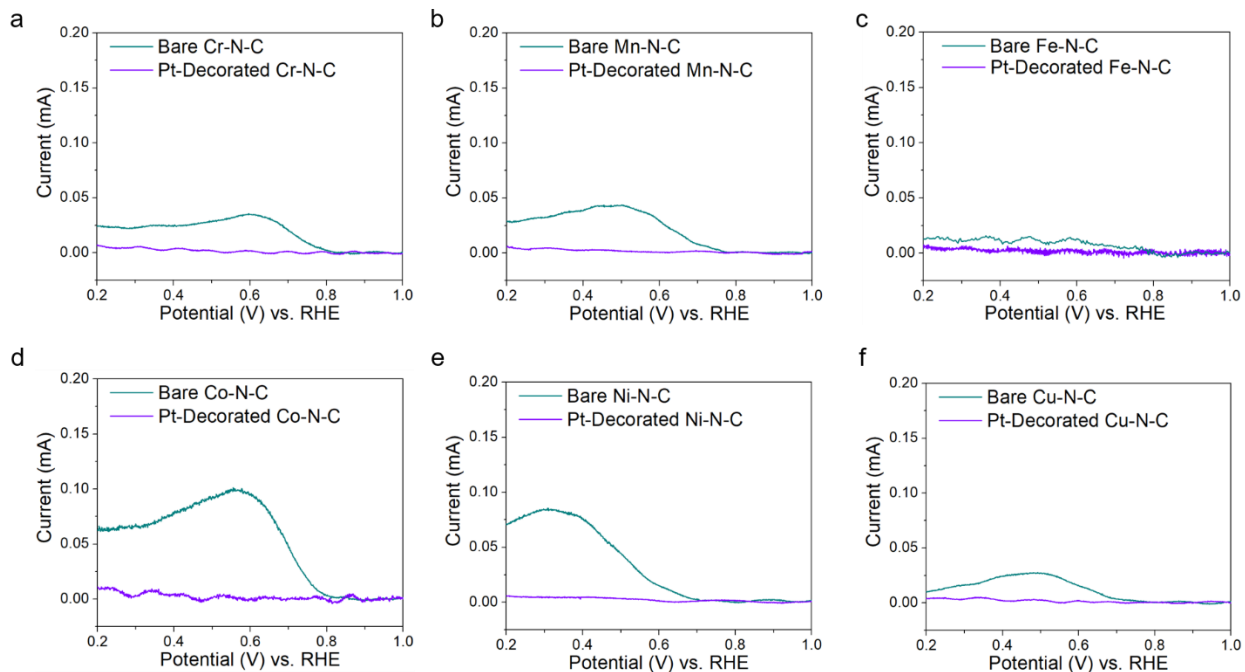 a
0.20
0.15
0.10
0.05
0.00
Current (mA)
Bare Cr-N-C
Pt-Decorated Cr-N-C
0.2 0.4 0.6 0.8 1.0
Potential (V) vs. RHE
b
0.20
0.15
0.10
0.05
0.00
Current (mA)
Bare Mn-N-C
Pt-Decorated Mn-N-C
0.2 0.4 0.6 0.8 1.0
Potential (V) vs. RHE
c
0.20
0.15
0.10
0.05
0.00
Current (mA)
Bare Fe-N-C
Pt-Decorated Fe-N-C
0.2 0.4 0.6 0.8 1.0
Potential (V) vs. RHE
d
0.20
0.15
0.10
0.05
0.00
Current (mA)
Bare Co-N-C
Pt-Decorated Co-N-C
0.2 0.4 0.6 0.8 1.0
Potential (V) vs. RHE
e
0.20
0.15
0.10
0.05
0.00
Current (mA)
Bare Ni-N-C
Pt-Decorated Ni-N-C
0.2 0.4 0.6 0.8 1.0
Potential (V) vs. RHE
f
0.20
0.15
0.10
0.05
0.00
Current (mA)
Bare Cu-N-C
Pt-Decorated Cu-N-C
0.2 0.4 0.6 0.8 1.0
Potential (V) vs. RHE